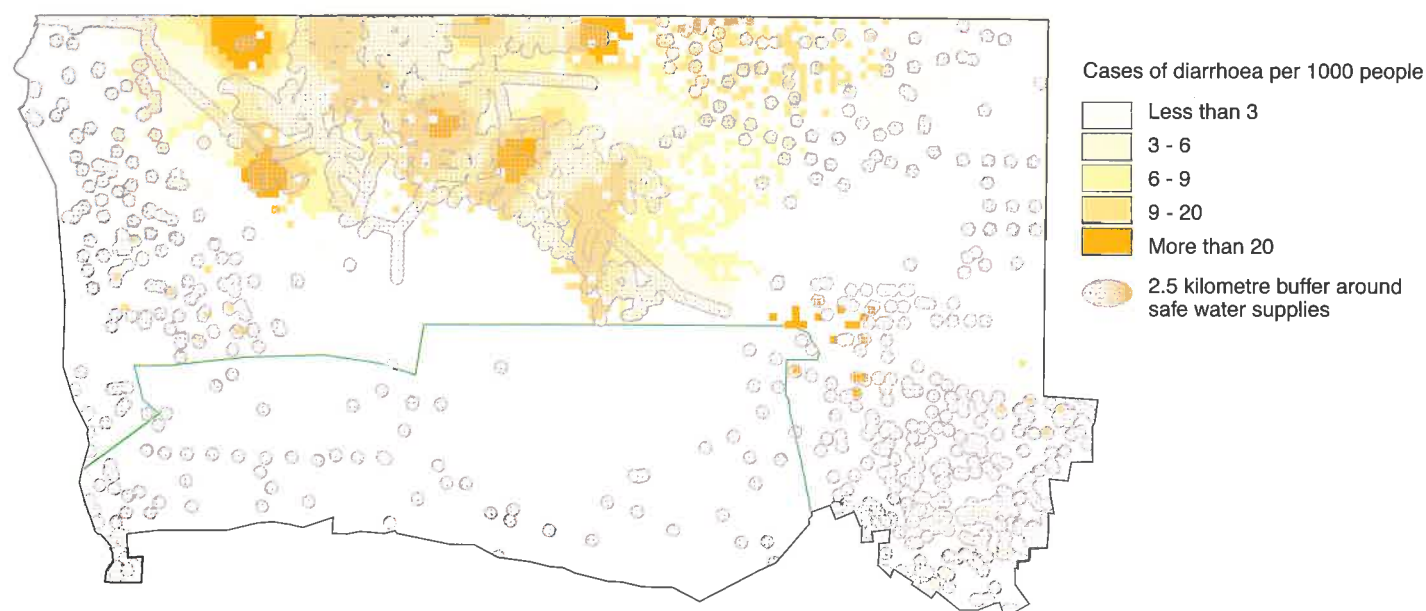 Cases of diarrhoea per 1000 people
Less than 3
3 - 6
6 - 9
9 - 20
More than 20
2.5 kilometre buffer around
safe water supplies